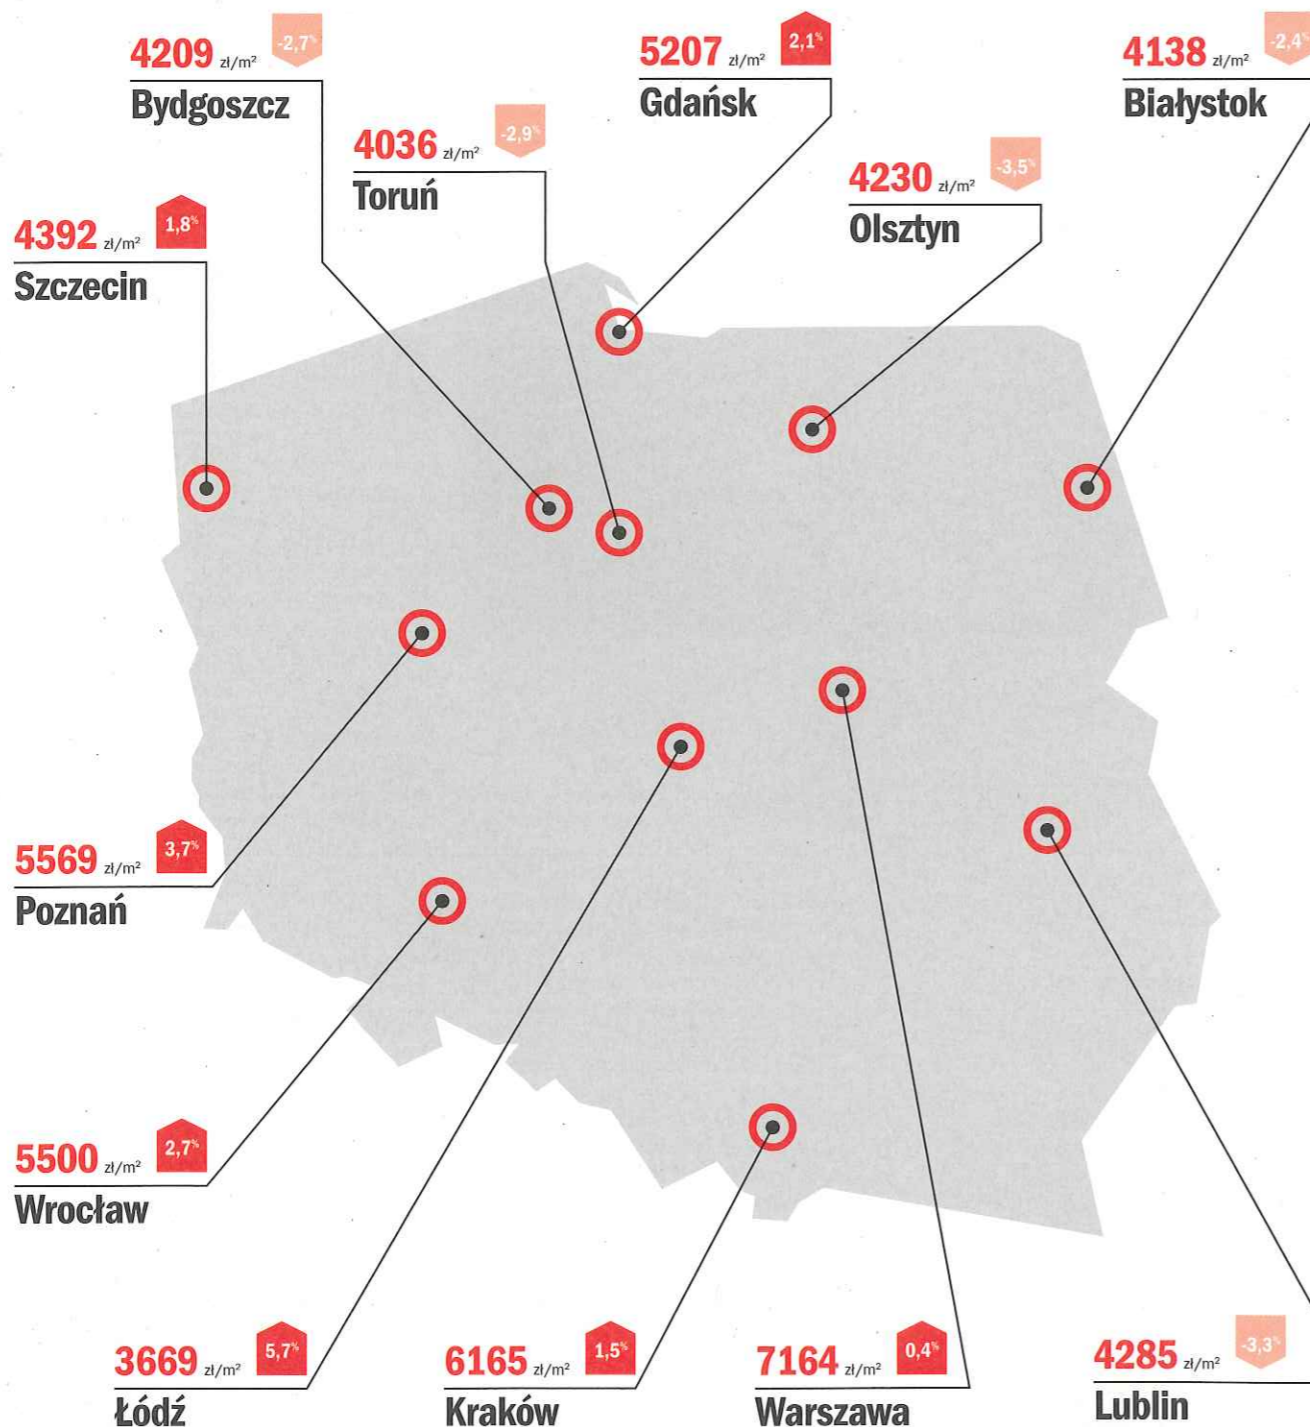 4209 zł/m² -2,7%
Bydgoszcz
5207 zł/m² 2,1%
Gdańsk
4138 zł/m² -2,4%
Białystok
4036 zł/m² -2,9%
Toruń
4230 zł/m² -3,5%
Olsztyn
4392 zł/m² 1,8%
Szczecin
5569 zł/m² 3,7%
Poznań
5500 zł/m² 2,7%
Wrocław
3669 zł/m² 5,7%
Łódź
6165 zł/m² 1,5%
Kraków
7164 zł/m² 0,4%
Warszawa
4285 zł/m² -3,3%
Lublin